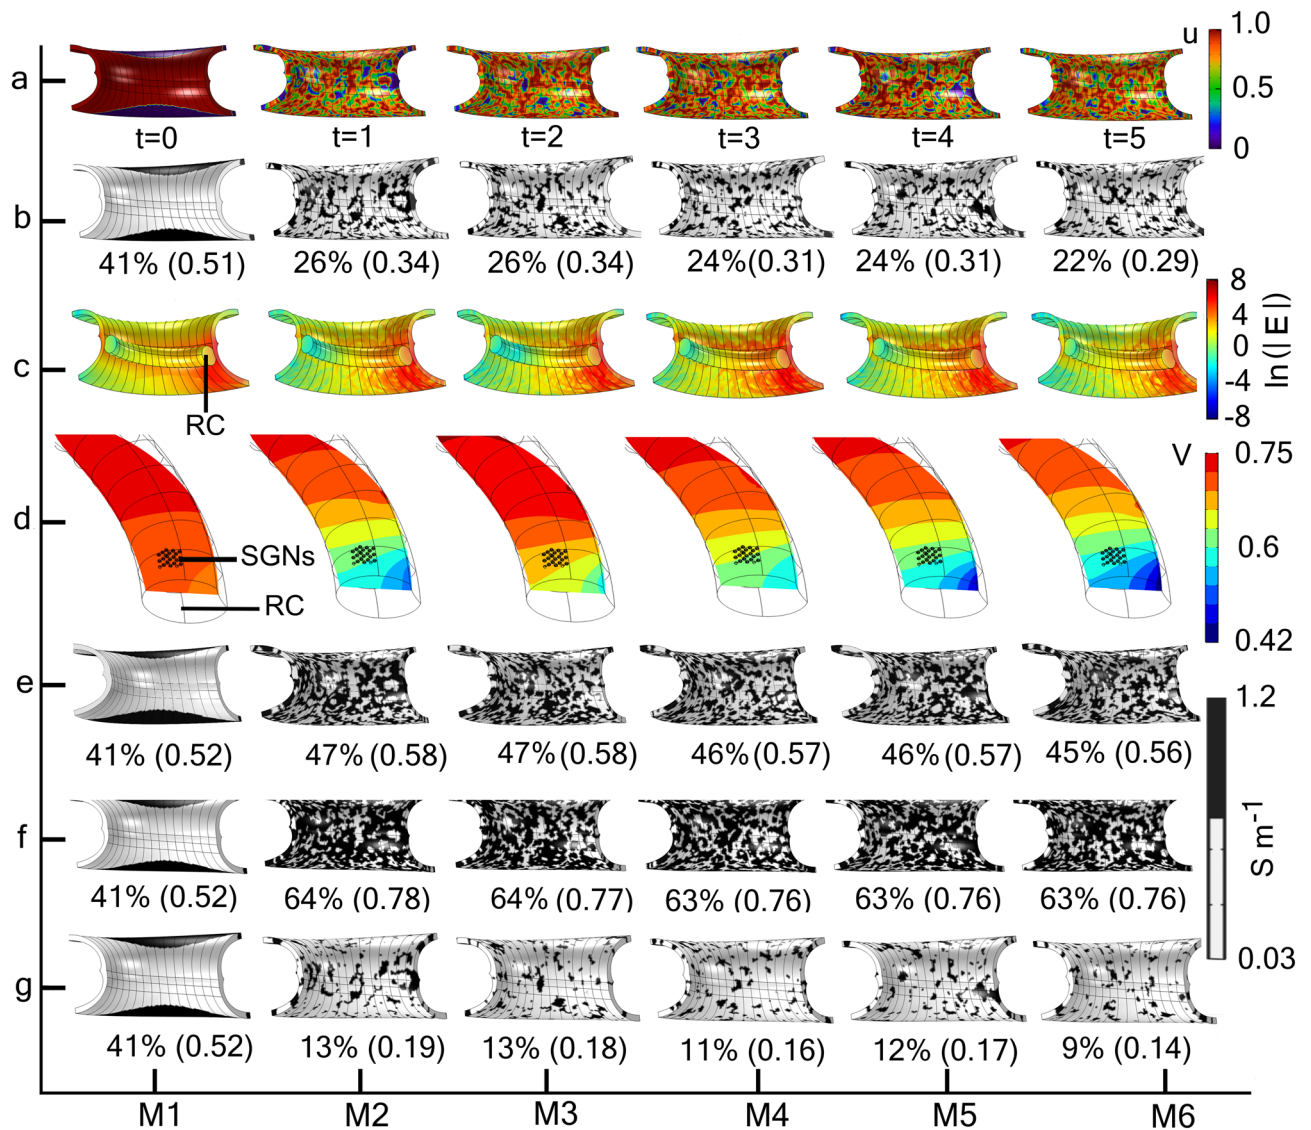 a
t=0 t=1 t=2 t=3 t=4 t=5
u 1.0
0.5
0
b
41% (0.51) 26% (0.34) 26% (0.34) 24%(0.31) 24% (0.31) 22% (0.29)
c
RC
8
4
0
-4
-8
ln(|E|)
d
SGNs
RC
V 0.75
0.6
0.42
e
41% (0.52) 47% (0.58) 47% (0.58) 46% (0.57) 46% (0.57) 45% (0.56)
f
41% (0.52) 64% (0.78) 64% (0.77) 63% (0.76) 63% (0.76) 63% (0.76)
g
41% (0.52) 13% (0.19) 13% (0.18) 11% (0.16) 12% (0.17) 9% (0.14)
1.2
S m⁻¹
0.03
M1 M2 M3 M4 M5 M6